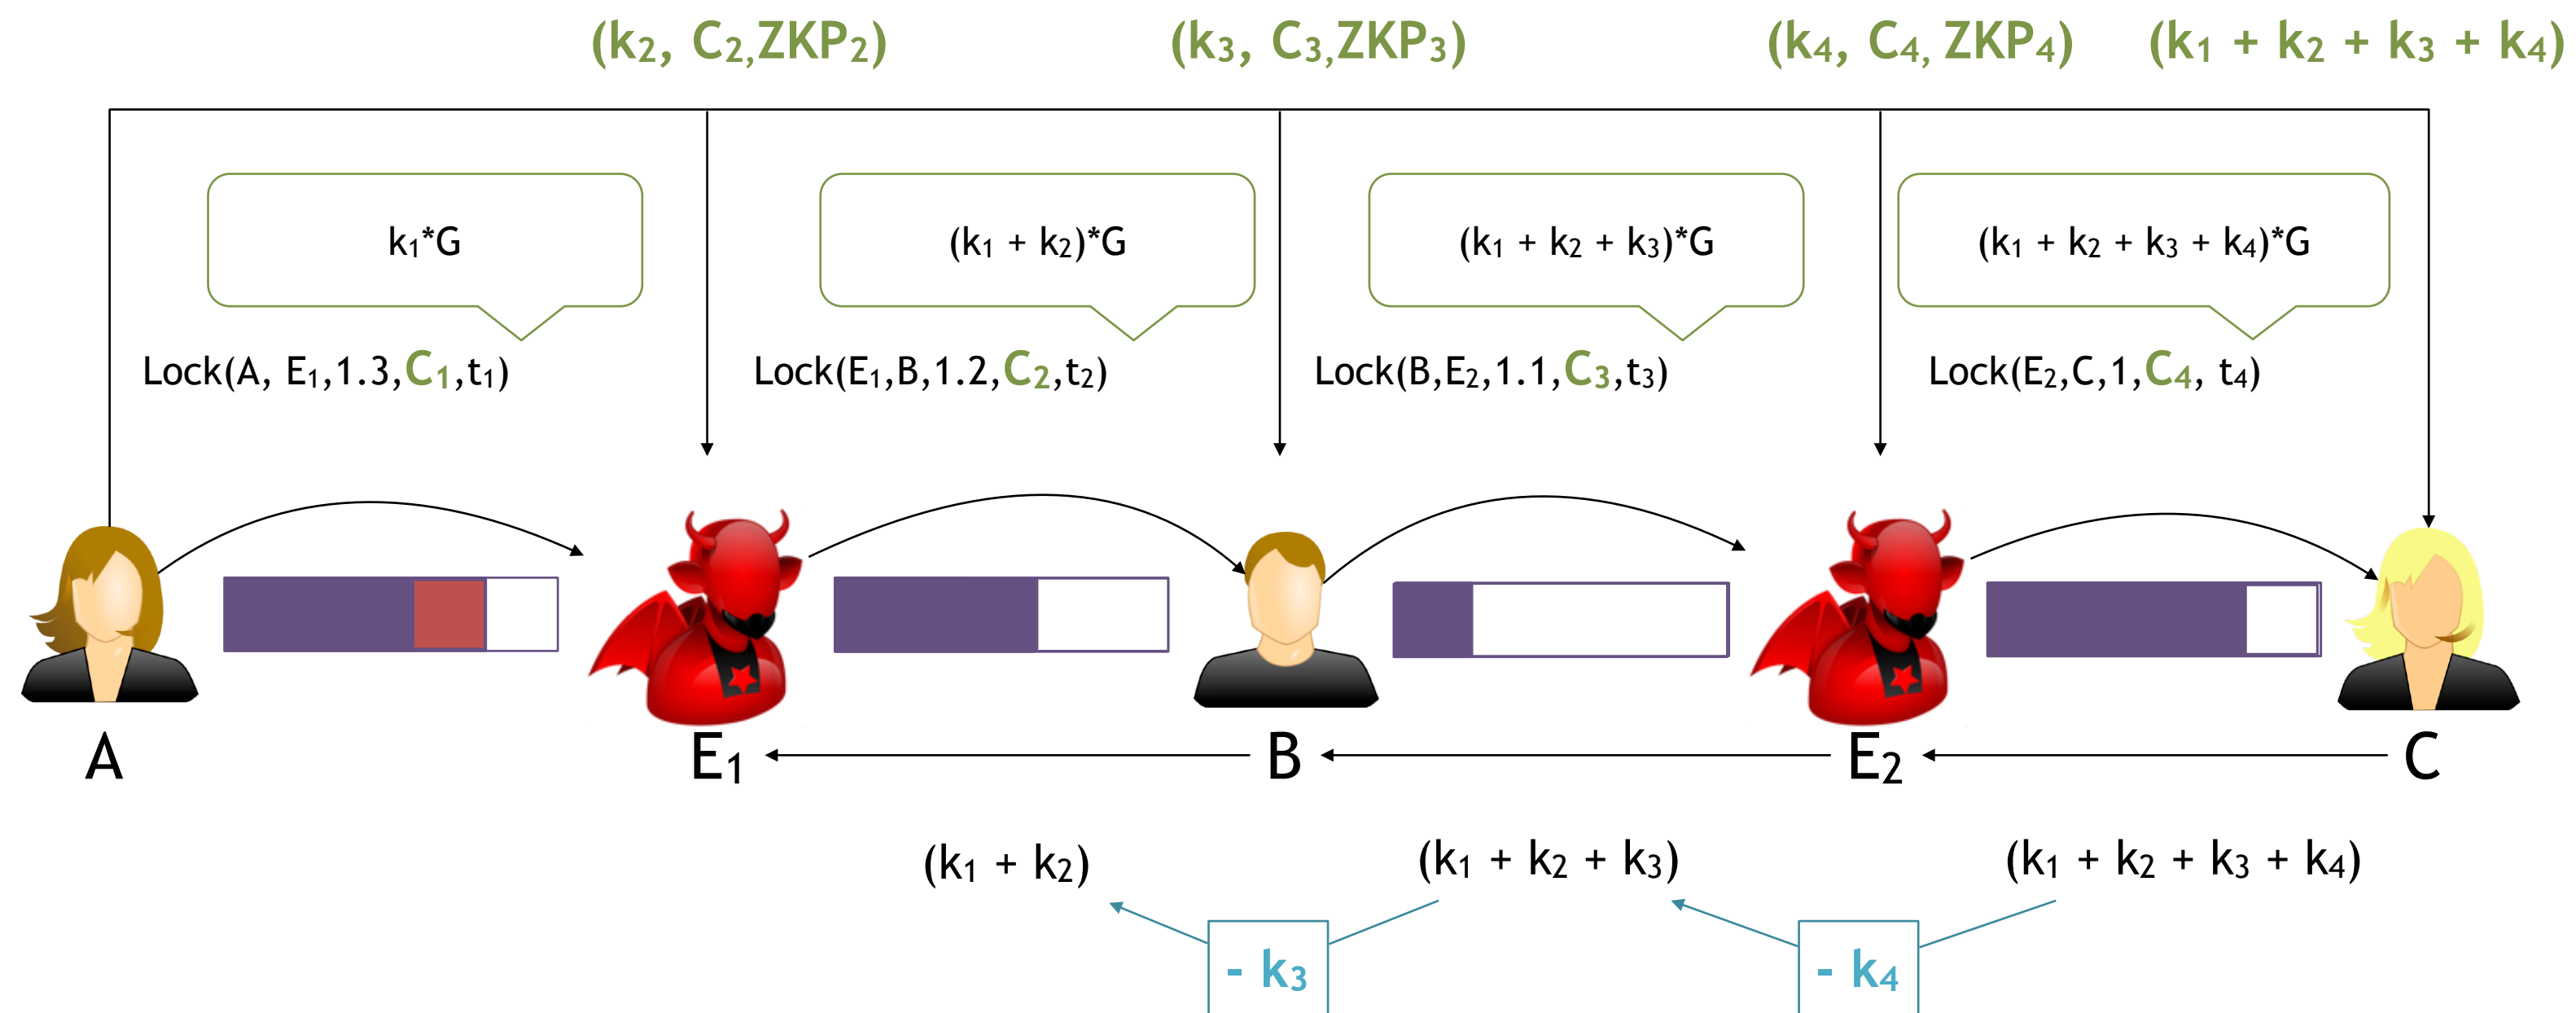 (k₂, C₂,ZKP₂) (k₃, C₃,ZKP₃) (k₄, C₄, ZKP₄) (k₁ + k₂ + k₃ + k₄)
k₁*G (k₁ + k₂)*G (k₁ + k₂ + k₃)*G (k₁ + k₂ + k₃ + k₄)*G
Lock(A, E₁,1.3,C₁,t₁) Lock(E₁,B,1.2,C₂,t₂) Lock(B,E₂,1.1,C₃,t₃) Lock(E₂,C,1,C₄, t₄)
A E₁ B E₂ C
(k₁ + k₂) (k₁ + k₂ + k₃) (k₁ + k₂ + k₃ + k₄)
- k₃ - k₄